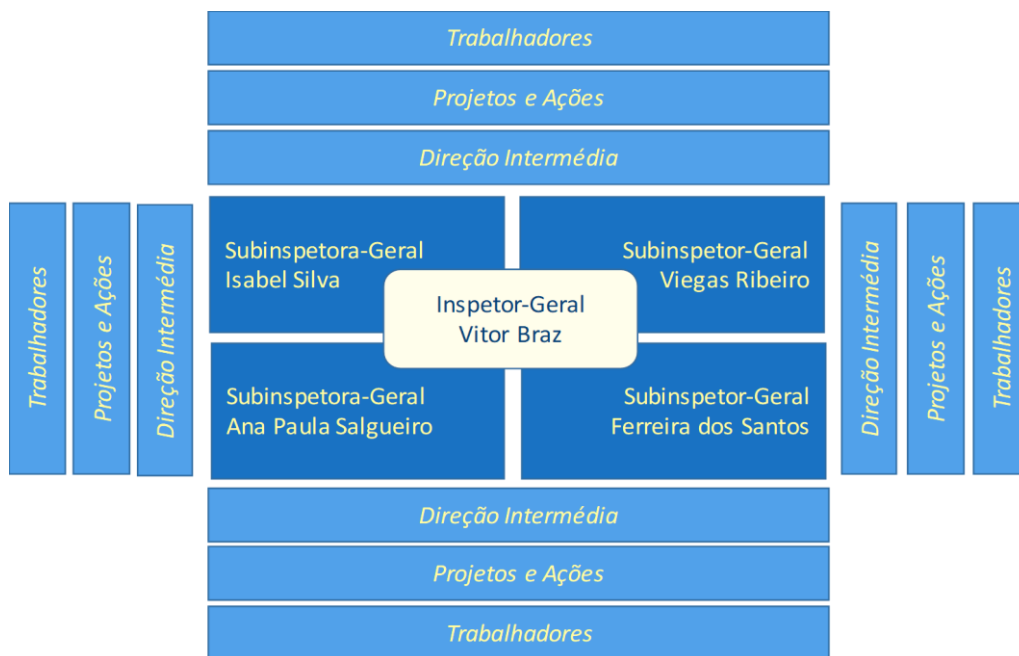 Trabalhadores
Projetos e Ações
Direção Intermédia
Trabalhadores
Projetos e Ações
Direção Intermédia
Subinspetora-Geral
Isabel Silva
Subinspetor-Geral
Viegas Ribeiro
Inspetor-Geral
Vitor Braz
Subinspetora-Geral
Ana Paula Salgueiro
Subinspetor-Geral
Ferreira dos Santos
Direção Intermédia
Projetos e Ações
Trabalhadores
Direção Intermédia
Projetos e Ações
Trabalhadores